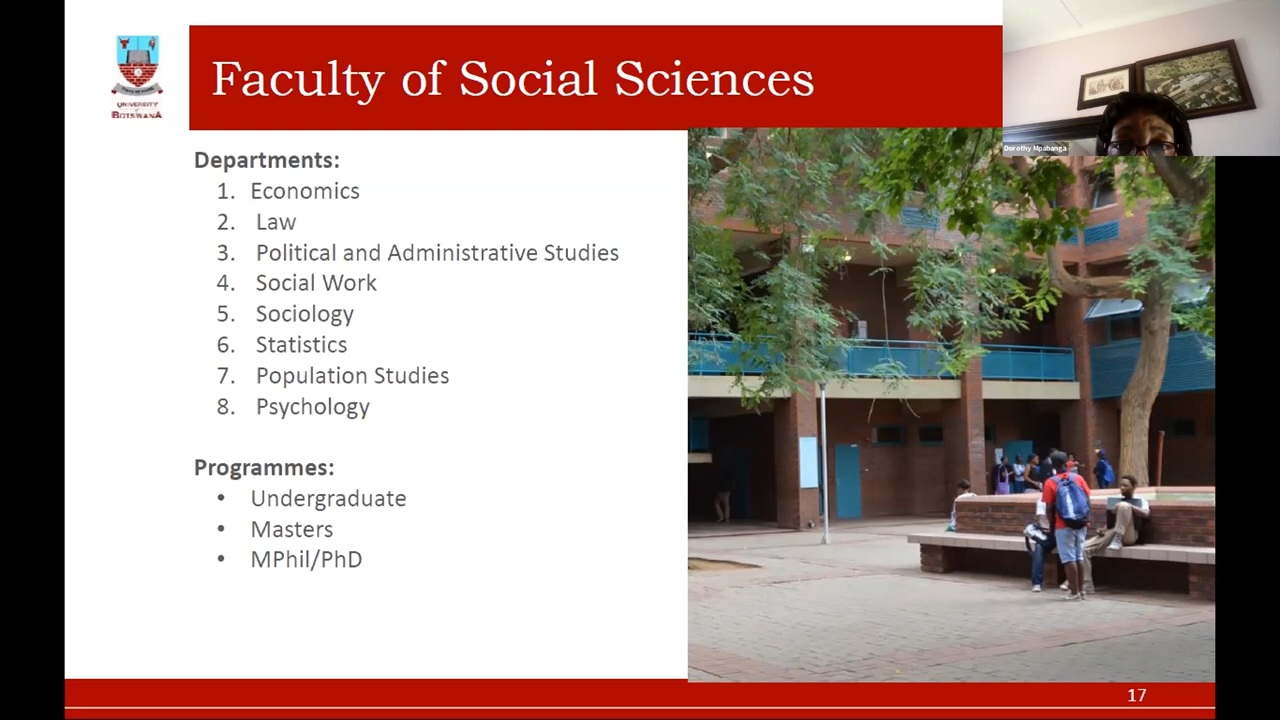 UNIVERSITY
of
BOTSWANA
Faculty of Social Sciences
Dorothy Mpabanga
Departments:
1. Economics
2. Law
3. Political and Administrative Studies
4. Social Work
5. Sociology
6. Statistics
7. Population Studies
8. Psychology
Programmes:
• Undergraduate
• Masters
• MPhil/PhD
17